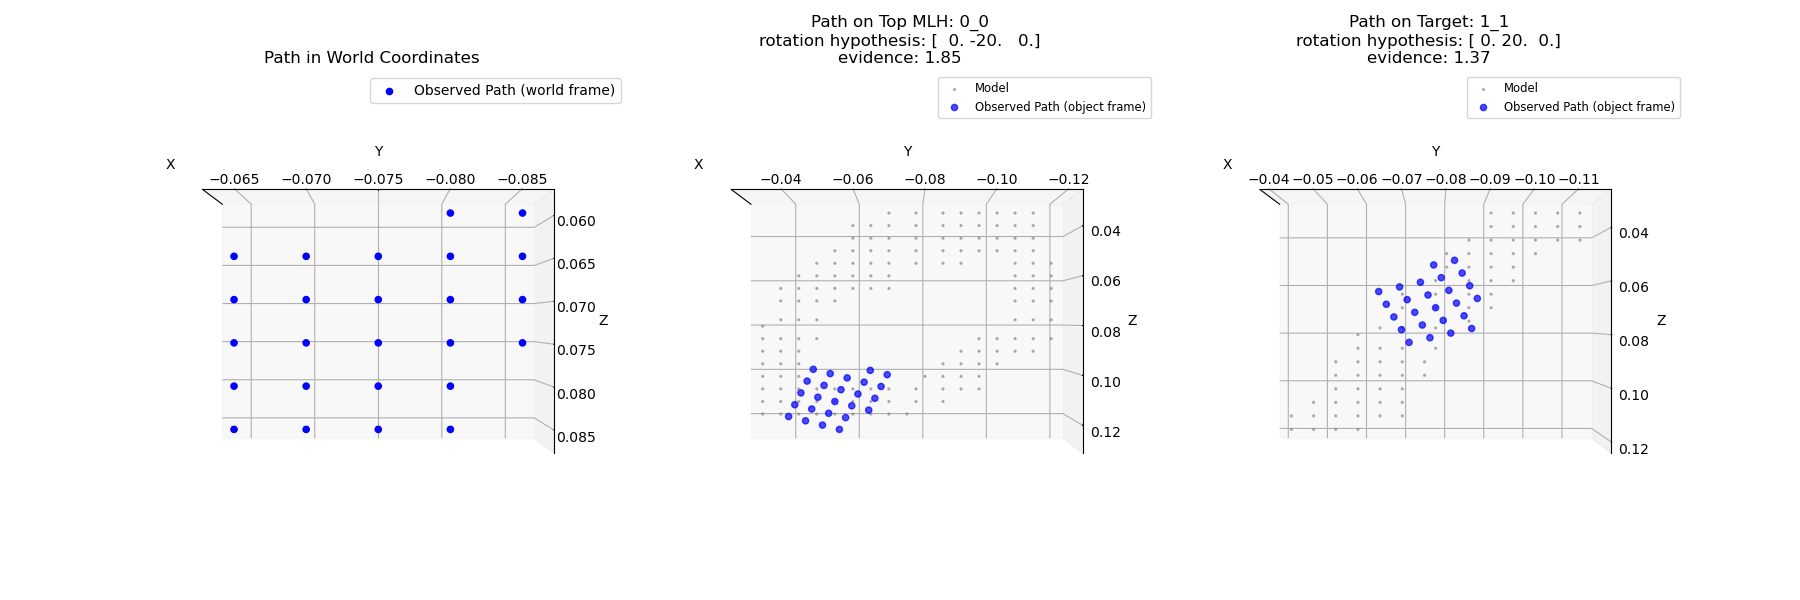 Path in World Coordinates
Observed Path (world frame)
X
Y
−0.065 −0.070 −0.075 −0.080 −0.085
0.060
0.065
0.070
Z
0.075
0.080
0.085
Path on Top MLH: 0_0
rotation hypothesis: [  0. -20.   0.]
evidence: 1.85
Model
Observed Path (object frame)
X
Y
−0.04 −0.06 −0.08 −0.10 −0.12
0.04
0.06
Z
0.08
0.10
0.12
Path on Target: 1_1
rotation hypothesis: [ 0. 20.  0.]
evidence: 1.37
Model
Observed Path (object frame)
X
Y
−0.04 −0.05 −0.06 −0.07 −0.08 −0.09 −0.10 −0.11
0.04
0.06
Z
0.08
0.10
0.12